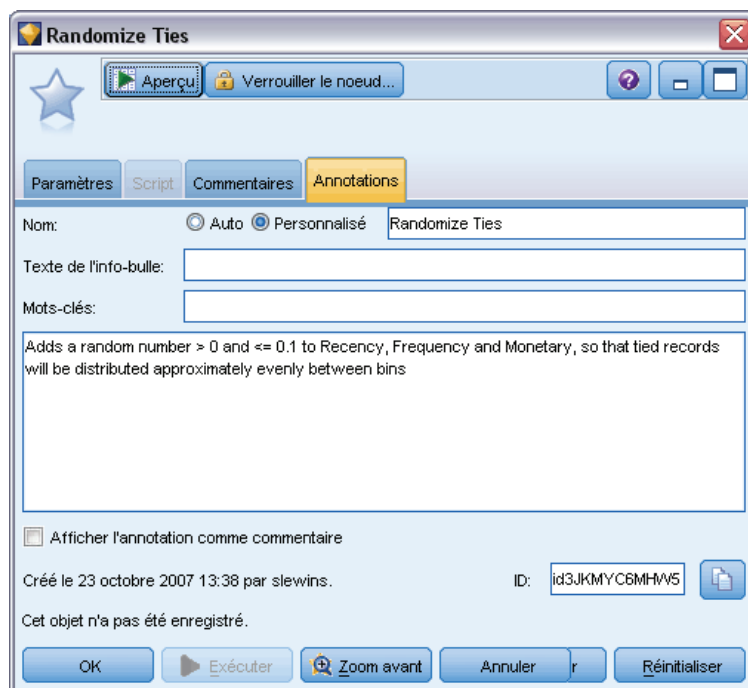 Randomize Ties
Aperçu Verrouiller le noeud...
Paramètres Script Commentaires Annotations
Nom: Auto Personnalisé Randomize Ties
Texte de l'info-bulle:
Mots-clés:
Adds a random number > 0 and <= 0.1 to Recency, Frequency and Monetary, so that tied records
will be distributed approximately evenly between bins
Afficher l'annotation comme commentaire
Créé le 23 octobre 2007 13:38 par slewins. ID: id3JKMYC6MHW5
Cet objet n'a pas été enregistré.
OK Exécuter Zoom avant Annuler r Réinitialiser